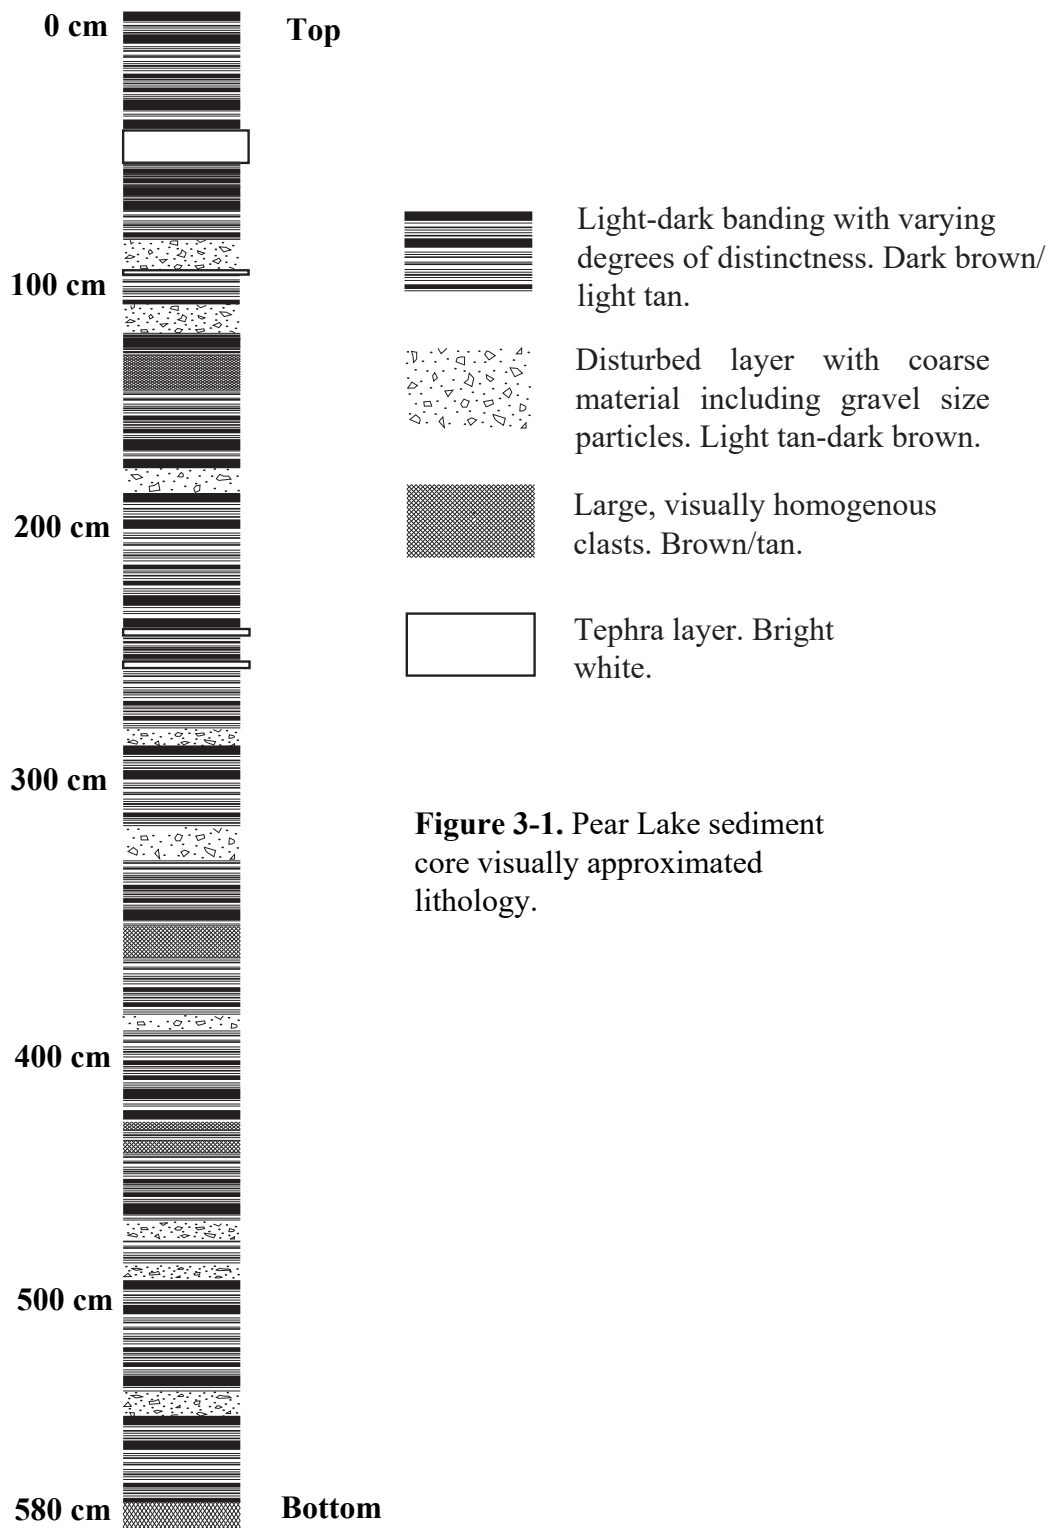 0 cm
Top
100 cm
200 cm
300 cm
400 cm
500 cm
580 cm
Bottom
Light-dark banding with varying
degrees of distinctness. Dark brown/
light tan.
Disturbed layer with coarse
material including gravel size
particles. Light tan-dark brown.
Large, visually homogenous
clasts. Brown/tan.
Tephra layer. Bright
white.
Figure 3-1. Pear Lake sediment
core visually approximated
lithology.